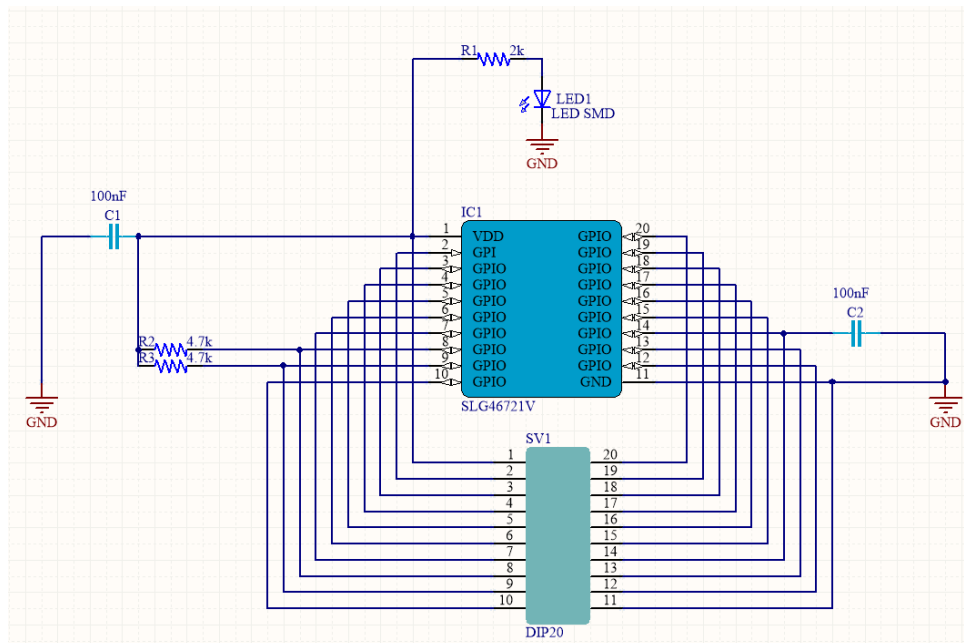 R1 2k
LED1
LED SMD
GND
100nF
C1
IC1
1 VDD GPIO 20
2 GPI GPIO 19
3 GPIO GPIO 18
4 GPIO GPIO 17
5 GPIO GPIO 16
6 GPIO GPIO 15
7 GPIO GPIO 14
8 GPIO GPIO 13
9 GPIO GPIO 12
10 GPIO GND 11
SLG46721V
100nF
C2
R2 4.7k
R3 4.7k
GND
GND
SV1
1 20
2 19
3 18
4 17
5 16
6 15
7 14
8 13
9 12
10 11
DIP20